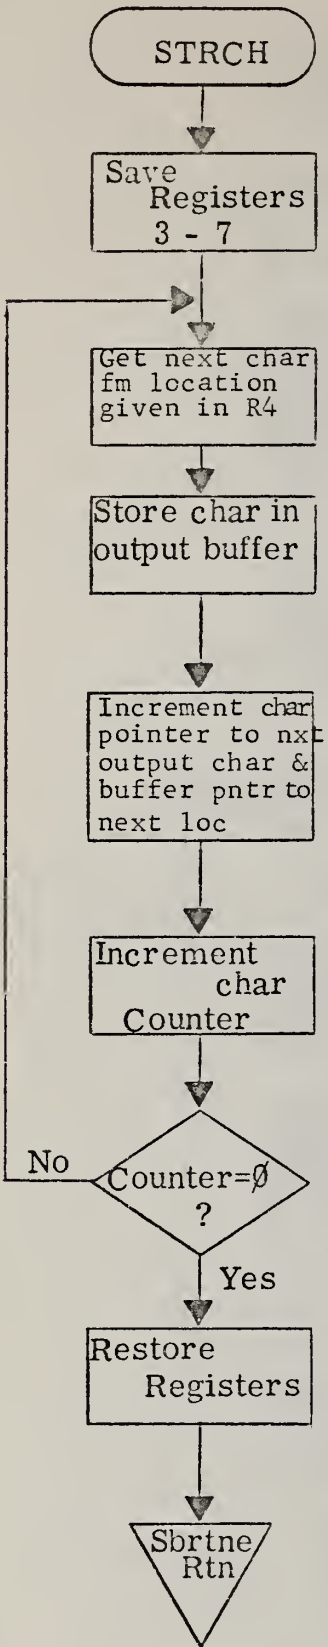 STRCH
Save
Registers
3 - 7
Get next char
fm location
given in R4
Store char in
output buffer
Increment char
pointer to nxt
output char &
buffer pntr to
next loc
Increment
char
Counter
Counter=Ø
?
No
Yes
Restore
Registers
Sbrtne
Rtn